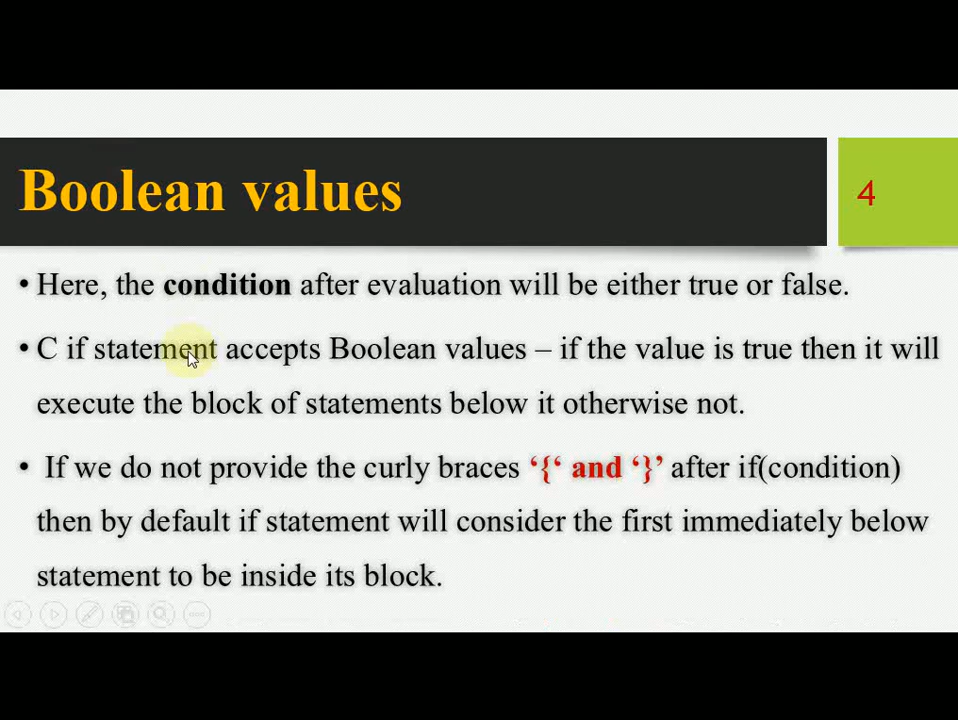 Boolean values
4
• Here, the condition after evaluation will be either true or false.
• C if statement accepts Boolean values – if the value is true then it will
execute the block of statements below it otherwise not.
• If we do not provide the curly braces ‘{‘ and ‘}’ after if(condition)
then by default if statement will consider the first immediately below
statement to be inside its block.